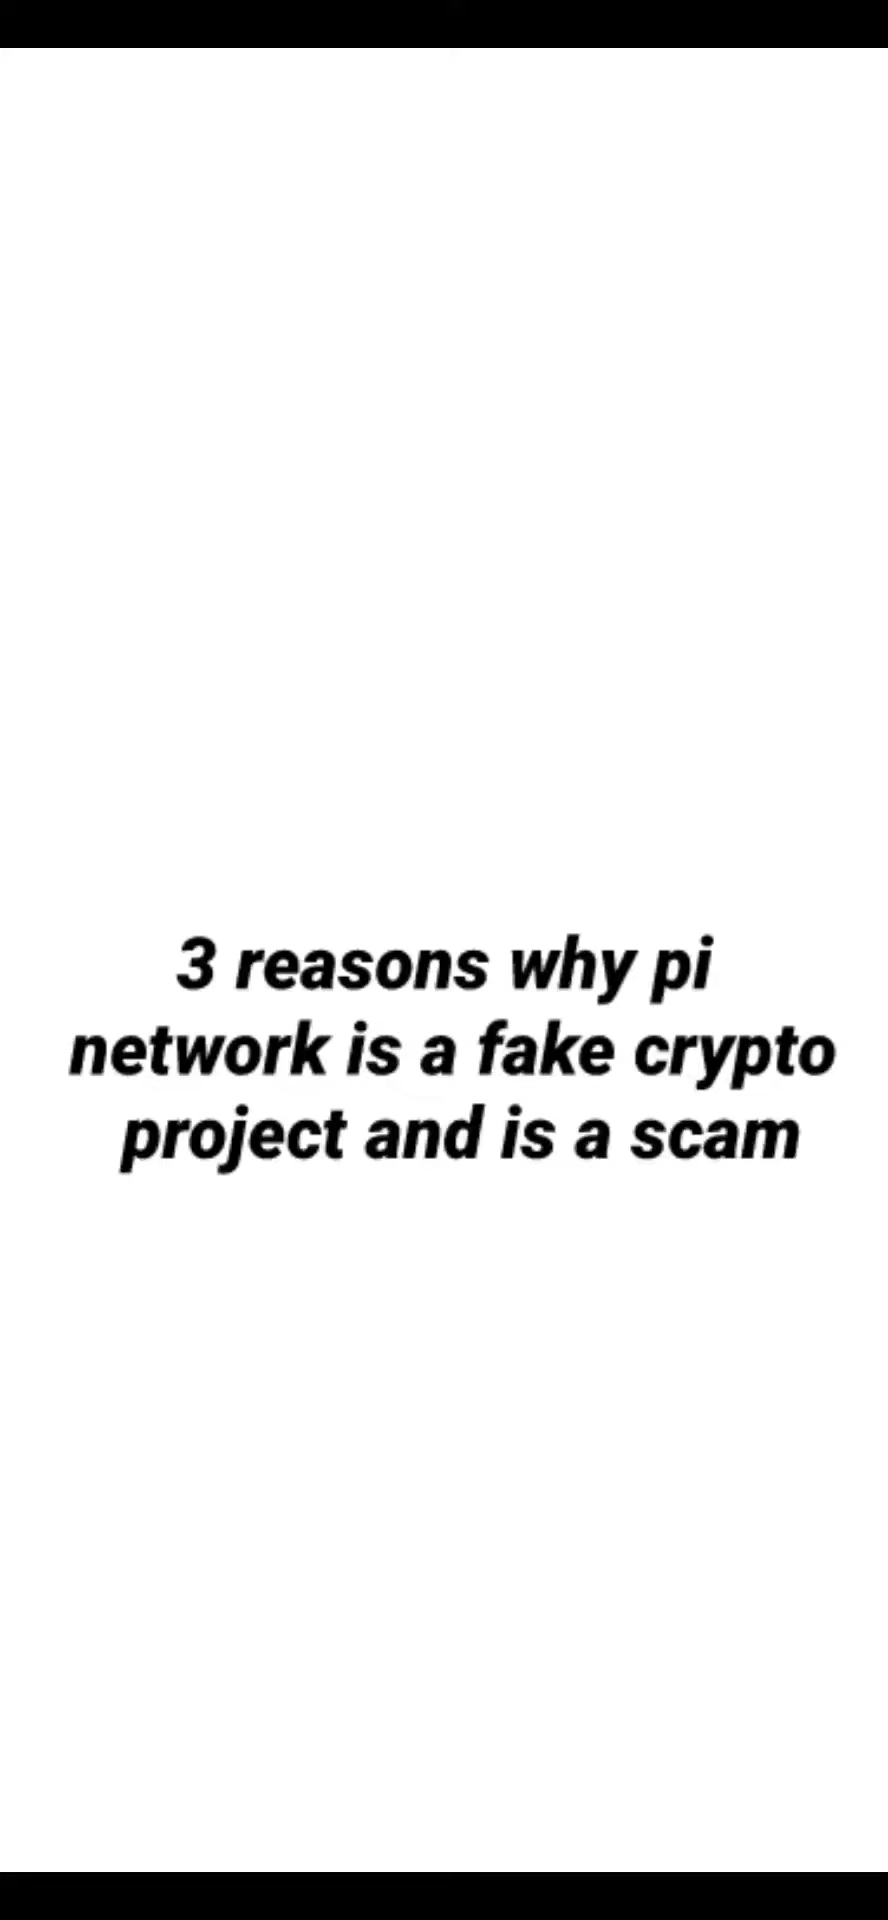 3 reasons why pi
network is a fake crypto
project and is a scam